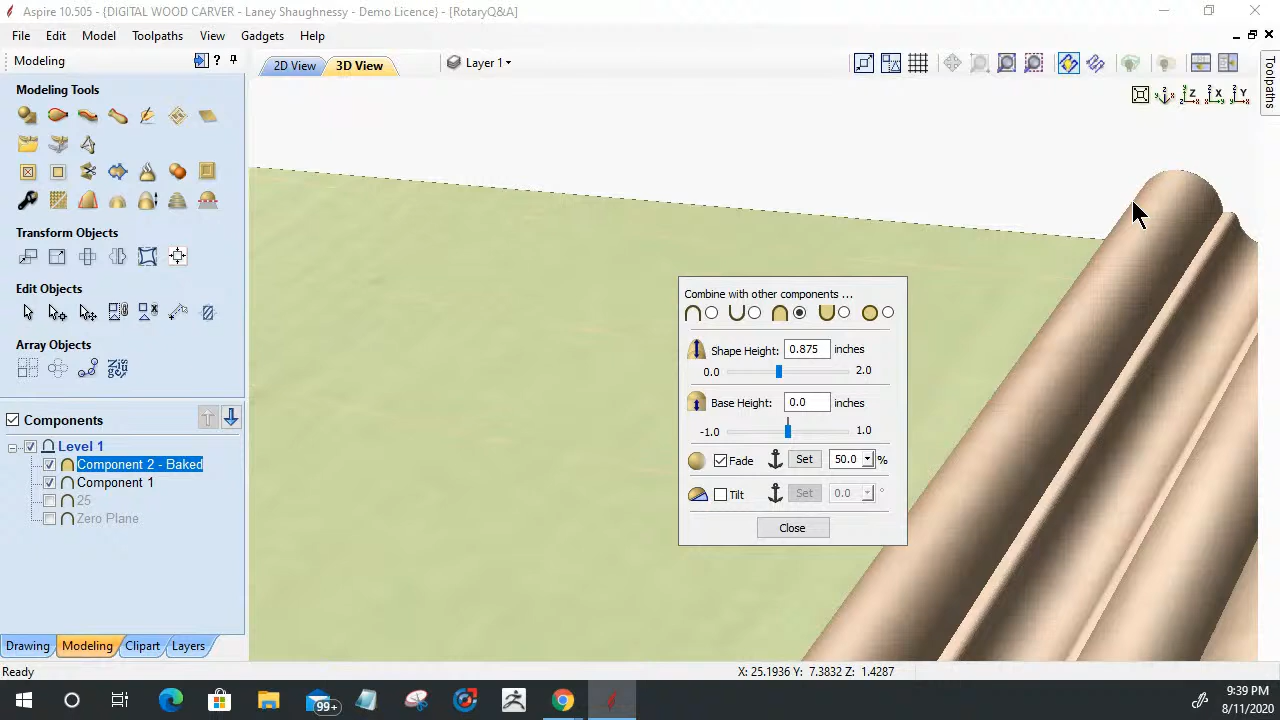 Aspire 10.505 - {DIGITAL WOOD CARVER - Laney Shaughnessy - Demo Licence} - [RotaryQ&A]
File Edit Model Toolpaths View Gadgets Help
Modeling ?
2D View 3D View Layer 1
Toolpaths
Modeling Tools
Z X Y
Transform Objects
Edit Objects
Array Objects
Components
Level 1
Component 2 - Baked
Component 1
25
Zero Plane
Combine with other components ...
Shape Height: 0.875 inches
0.0 2.0
Base Height: 0.0 inches
-1.0 1.0
Fade Set 50.0 %
Tilt Set 0.0 °
Close
Drawing Modeling Clipart Layers
Ready X: 25.1936 Y: 7.3832 Z: 1.4287
99+
9:39 PM
8/11/2020